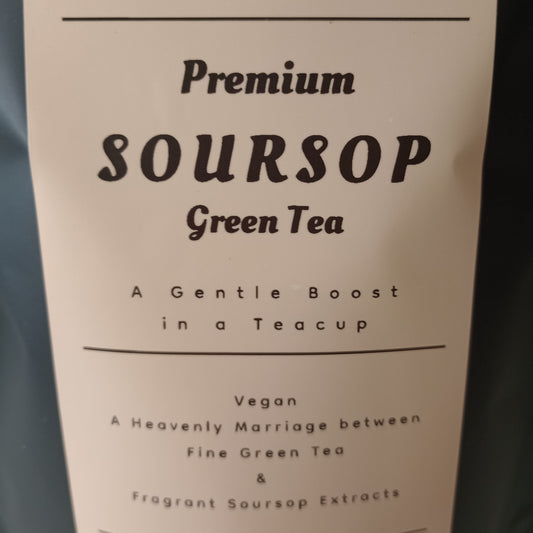 Premium
SOURSOP
Green Tea
A Gentle Boost
in a Teacup
Vegan
A Heavenly Marriage between
Fine Green Tea
&
Fragrant Soursop Extracts